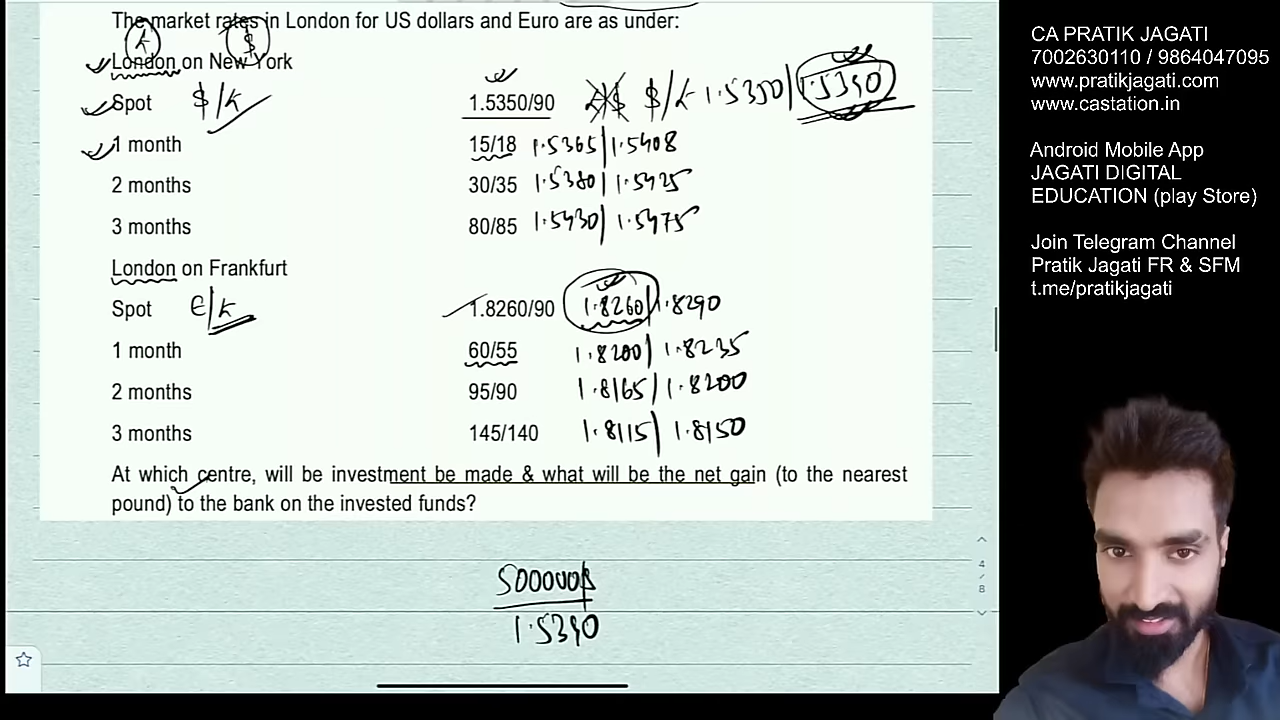 The market rates in London for US dollars and Euro are as under:
£ $
London on New York
Spot $/£ 1.5350/90 $/£ 1.5350/1.5390
1 month 15/18 1.5365/1.5408
2 months 30/35 1.5380/1.5425
3 months 80/85 1.5430/1.5475
London on Frankfurt
Spot €/£ 1.8260/90 1.8260/1.8290
1 month 60/55 1.8200/1.8235
2 months 95/90 1.8165/1.8200
3 months 145/140 1.8115/1.8150
At which centre, will be investment be made & what will be the net gain (to the nearest
pound) to the bank on the invested funds?
500000$
1.5390
4
/
8
CA PRATIK JAGATI
7002630110 / 9864047095
www.pratikjagati.com
www.castation.in
Android Mobile App
JAGATI DIGITAL
EDUCATION (play Store)
Join Telegram Channel
Pratik Jagati FR & SFM
t.me/pratikjagati